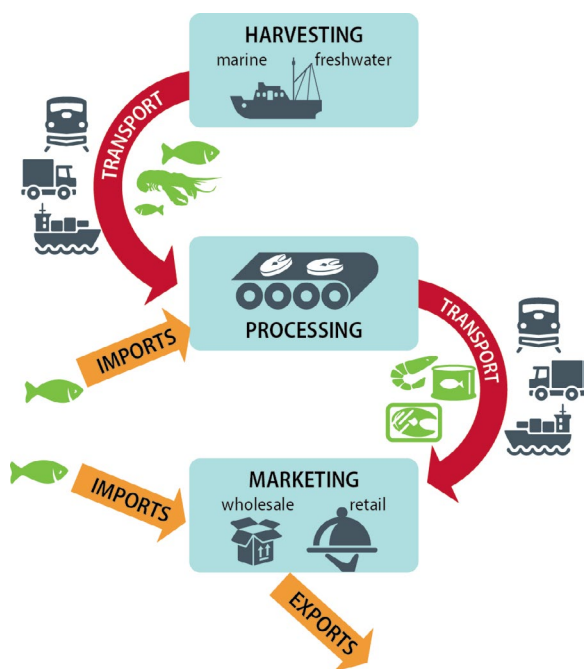 HARVESTING
marine freshwater
TRANSPORT
PROCESSING
IMPORTS
TRANSPORT
MARKETING
wholesale retail
IMPORTS
EXPORTS